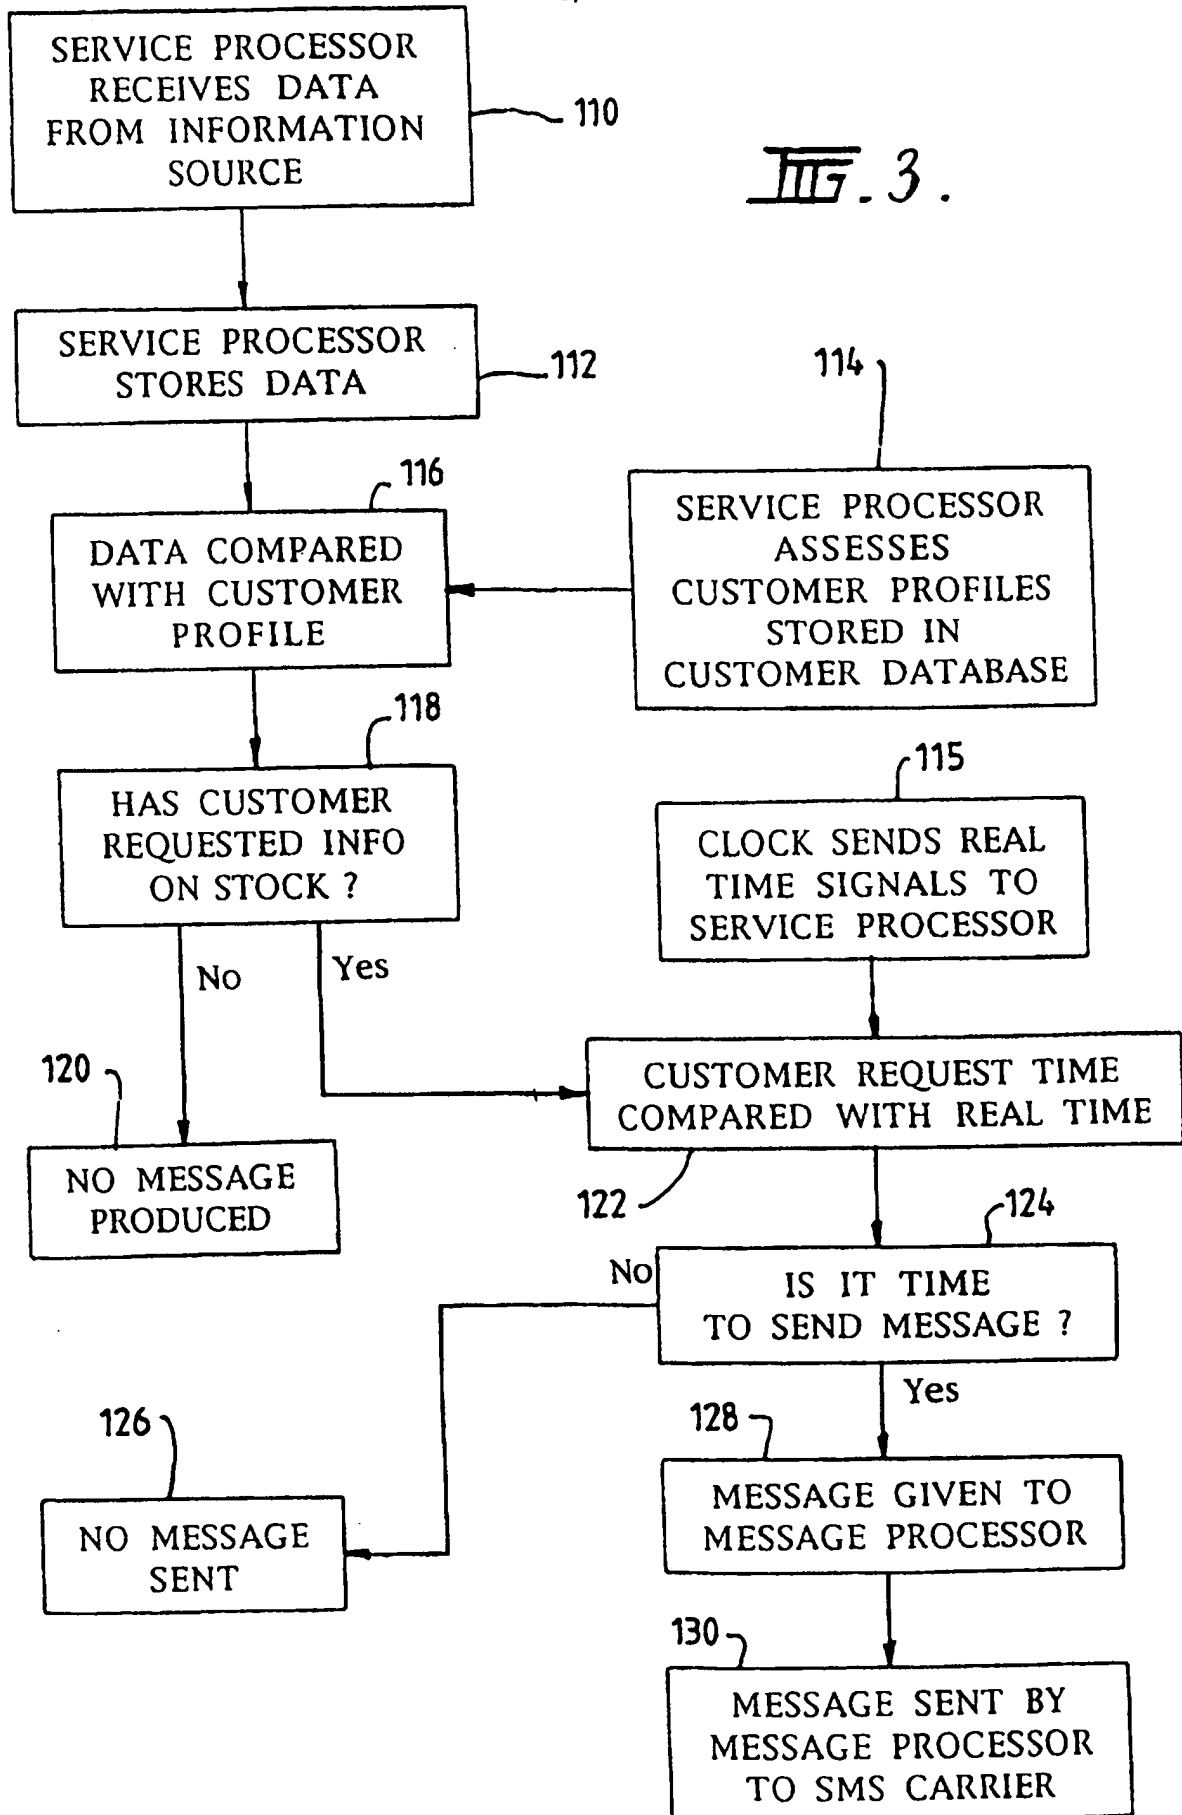 SERVICE PROCESSOR
RECEIVES DATA
FROM INFORMATION
SOURCE
110
FIG. 3.
SERVICE PROCESSOR
STORES DATA
112
114
116
DATA COMPARED
WITH CUSTOMER
PROFILE
SERVICE PROCESSOR
ASSESSES
CUSTOMER PROFILES
STORED IN
CUSTOMER DATABASE
118
HAS CUSTOMER
REQUESTED INFO
ON STOCK ?
115
CLOCK SENDS REAL
TIME SIGNALS TO
SERVICE PROCESSOR
No
Yes
120
NO MESSAGE
PRODUCED
CUSTOMER REQUEST TIME
COMPARED WITH REAL TIME
122
124
IS IT TIME
TO SEND MESSAGE ?
No
Yes
126
NO MESSAGE
SENT
128
MESSAGE GIVEN TO
MESSAGE PROCESSOR
130
MESSAGE SENT BY
MESSAGE PROCESSOR
TO SMS CARRIER